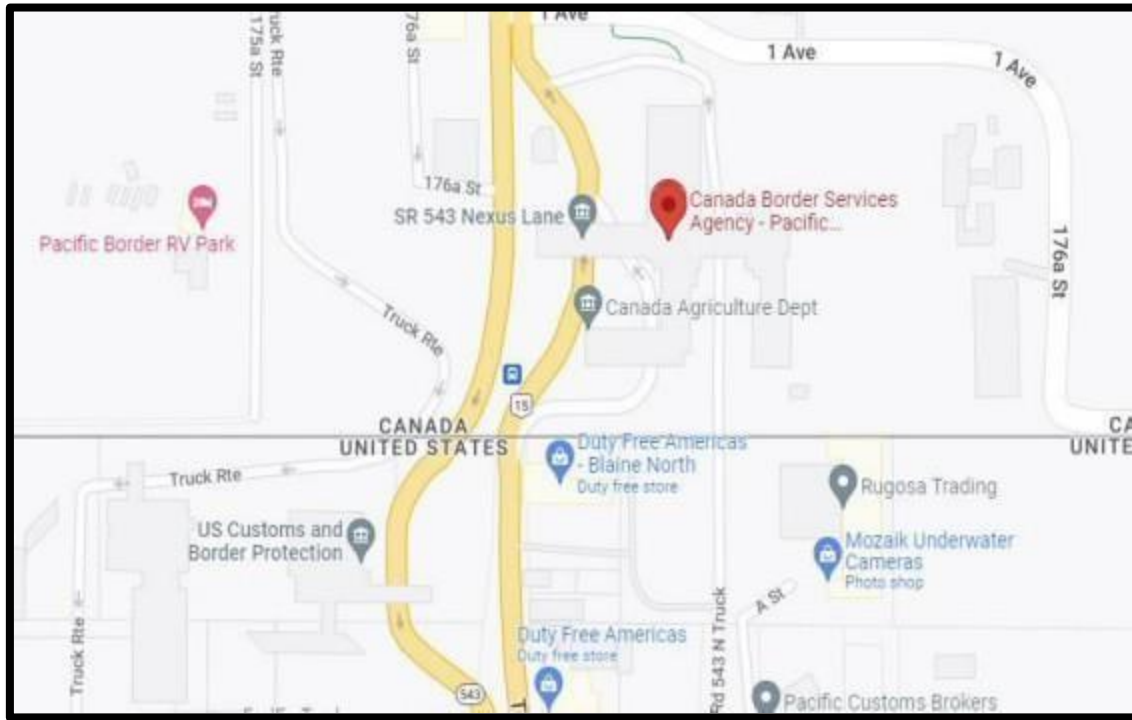 1 Ave
1 Ave
1 Ave
175a St
Truck Rte
76a St
176a St
SR 543 Nexus Lane
Canada Border Services
Agency - Pacific...
Pacific Border RV Park
176a St
Canada Agriculture Dept
Truck Rte
15
CANADA
UNITED STATES
CA
UNITE
Duty Free Americas
- Blaine North
Duty free store
Truck Rte
Rugosa Trading
US Customs and
Border Protection
Mozaik Underwater
Cameras
Photo shop
A St
Truck Rte
Rd 543 N Truck
Duty Free Americas
Duty free store
543
T
Pacific Customs Brokers